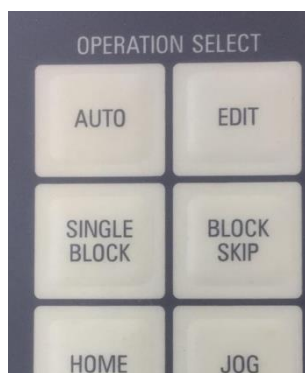 OPERATION SELECT
AUTO EDIT
SINGLE BLOCK
BLOCK SKIP
HOME JOG